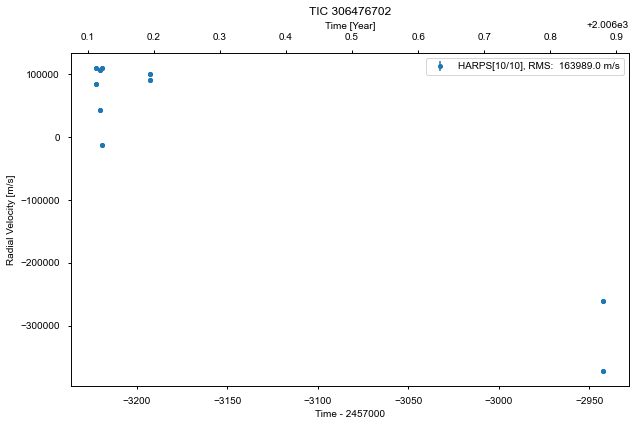 TIC 306476702
Time [Year]
+2.006e3
0.1 0.2 0.3 0.4 0.5 0.6 0.7 0.8 0.9
HARPS[10/10], RMS: 163989.0 m/s
Radial Velocity [m/s]
100000
0
−100000
−200000
−300000
−3200 −3150 −3100 −3050 −3000 −2950
Time - 2457000